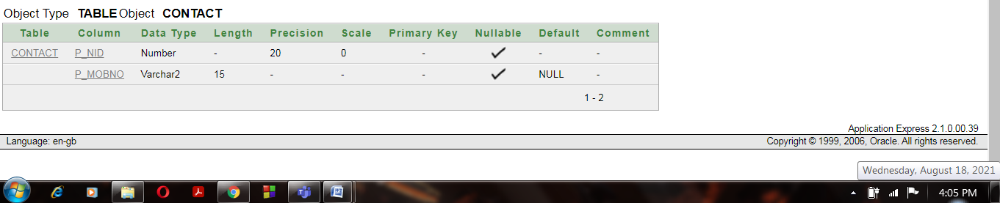 Object Type TABLE Object CONTACT
Table Column Data Type Length Precision Scale Primary Key Nullable Default Comment
CONTACT P_NID Number - 20 0 - - -
P_MOBNO Varchar2 15 - - - NULL -
1 - 2
Application Express 2.1.0.00.39
Language: en-gb Copyright © 1999, 2006, Oracle. All rights reserved.
Wednesday, August 18, 2021
4:05 PM